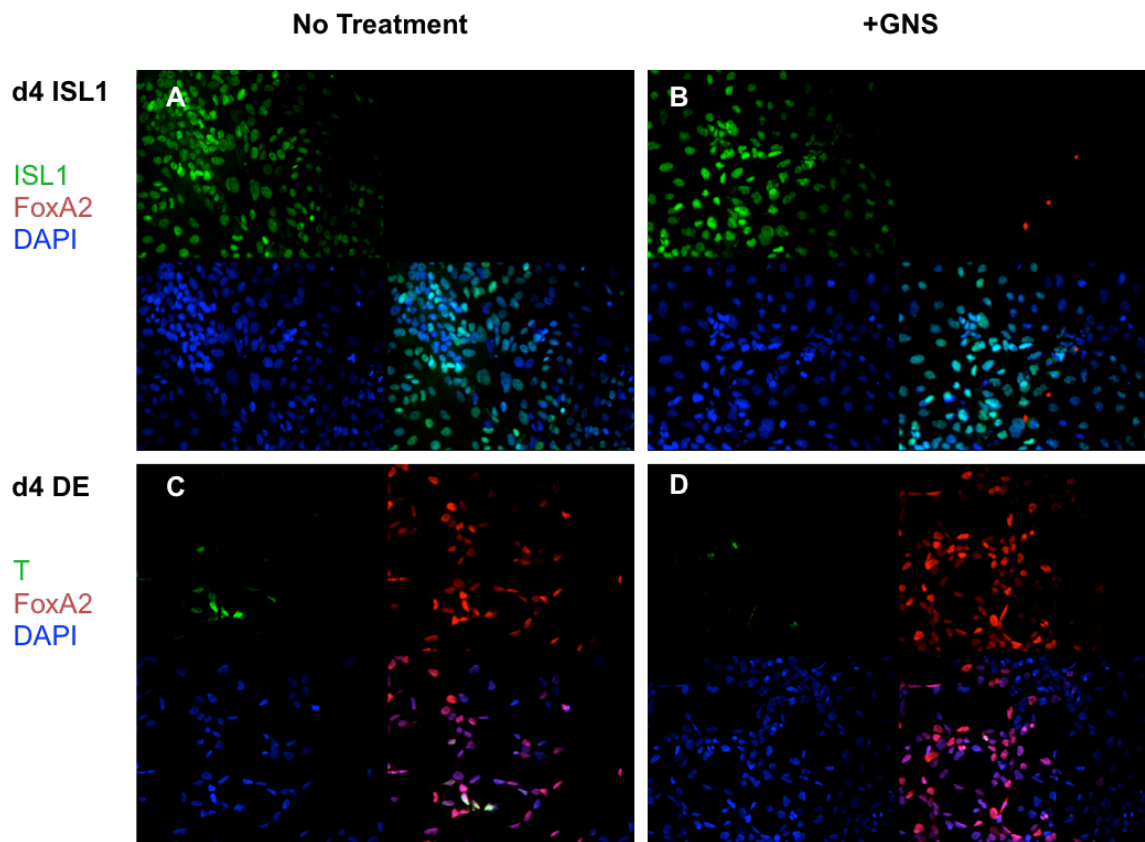 No Treatment
+GNS
d4 ISL1
A
B
ISL1
FoxA2
DAPI
d4 DE
C
D
T
FoxA2
DAPI